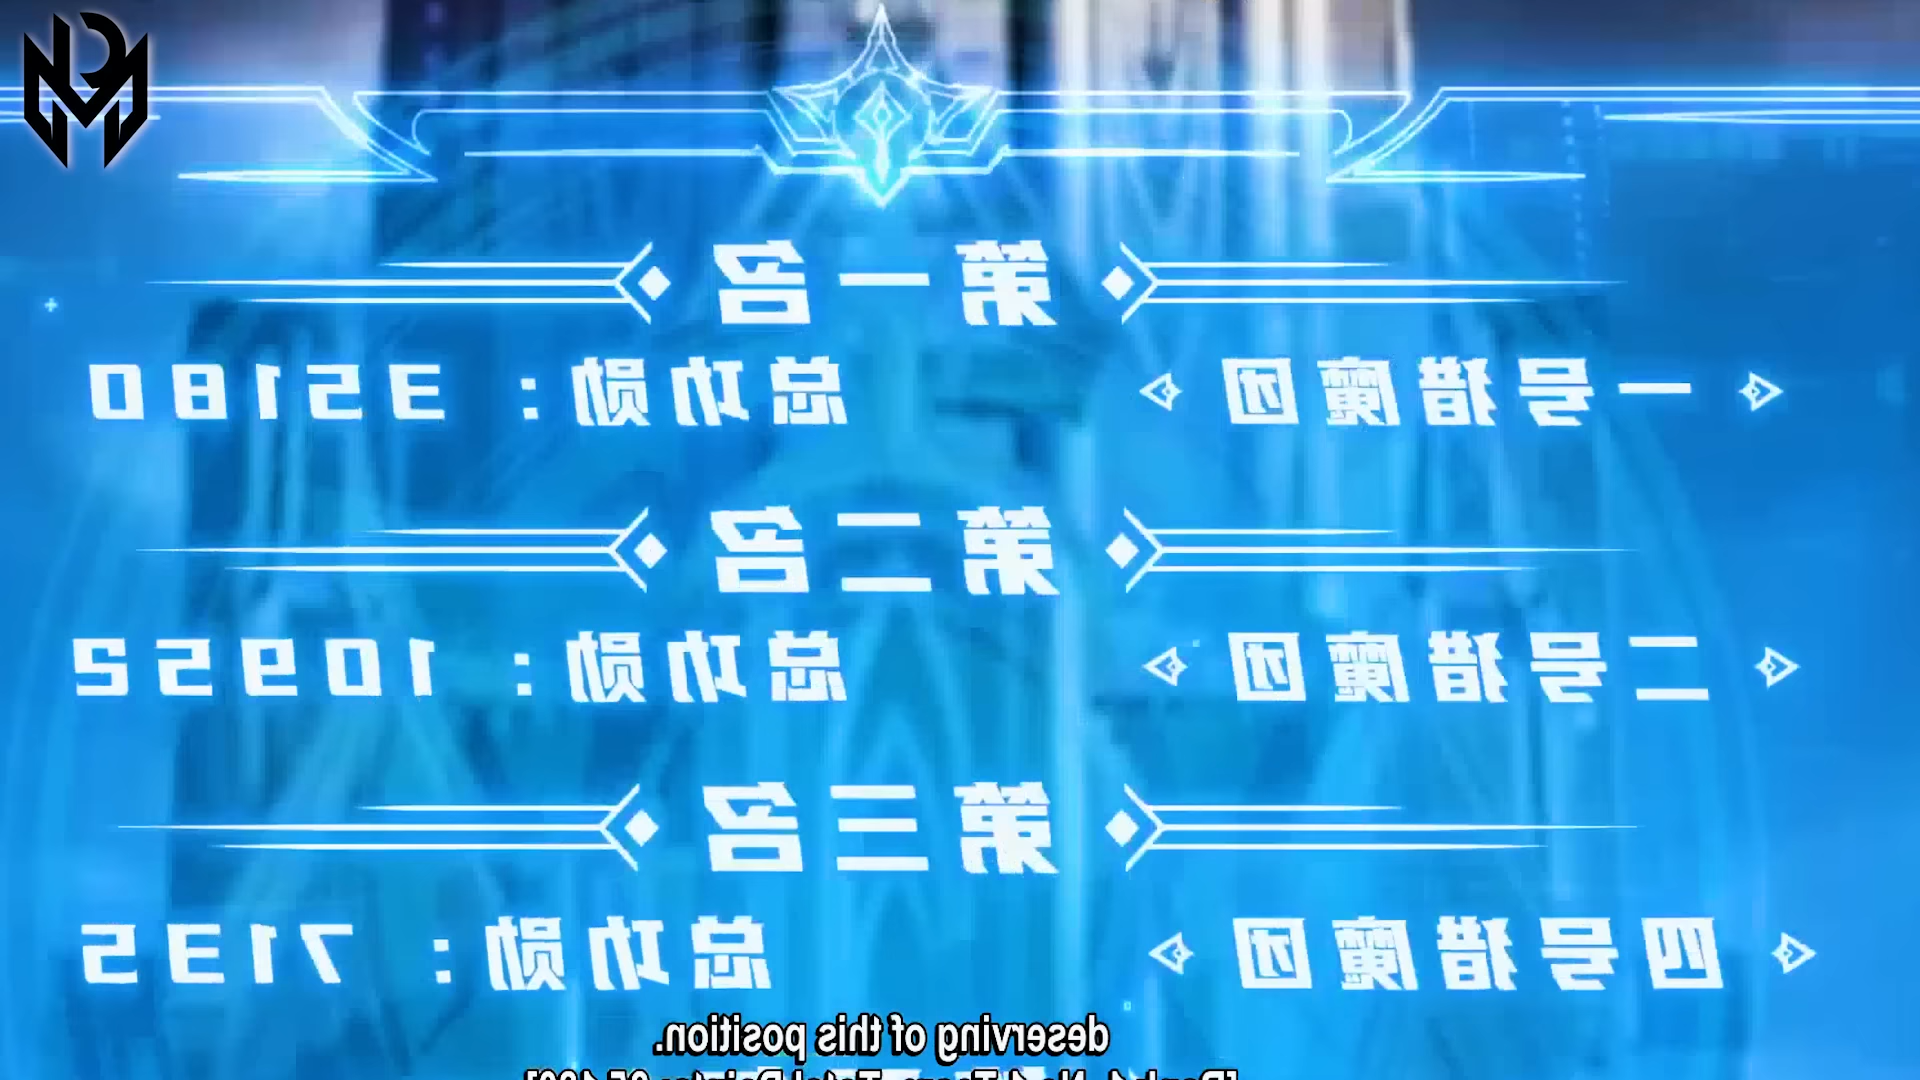 第一名
一号猎魔团 总功勋：35180
第二名
二号猎魔团 总功勋：10952
第三名
四号猎魔团 总功勋：7135
deserving of this position.